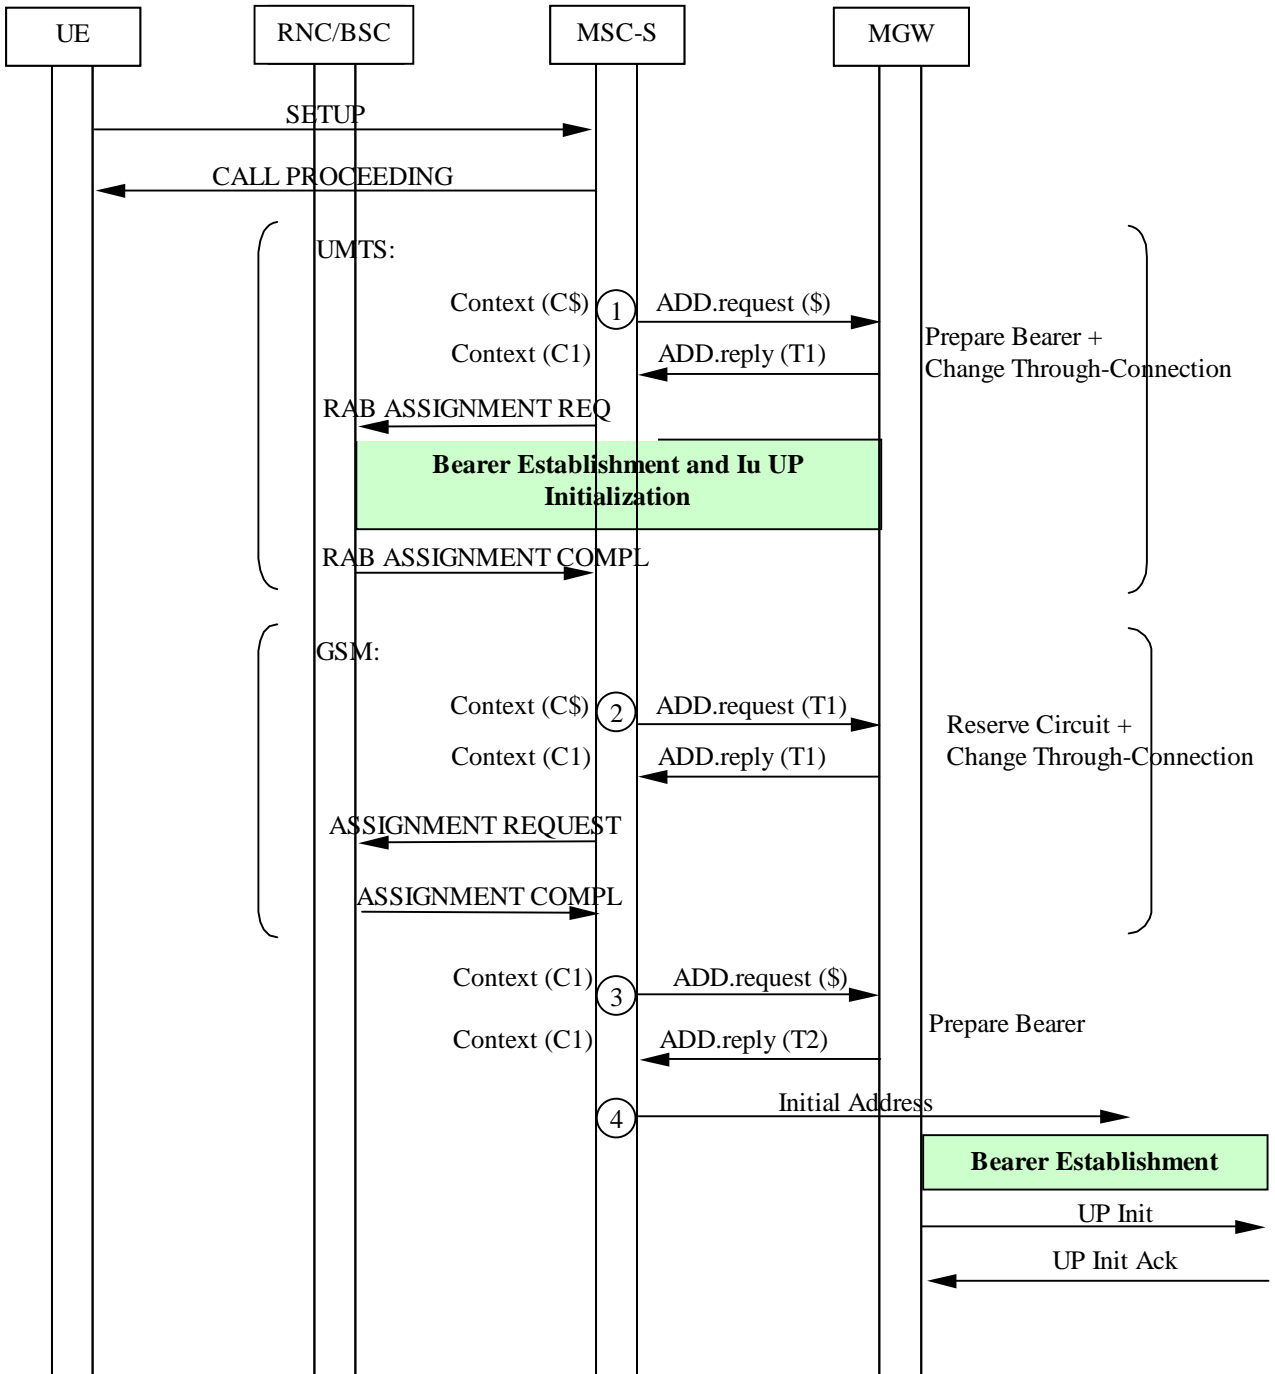 UE
RNC/BSC
MSC-S
MGW
SETUP
CALL PROCEEDING
UMTS:
Context (C$)
1
ADD.request ($)
Prepare Bearer +
Change Through-Connection
Context (C1)
ADD.reply (T1)
RAB ASSIGNMENT REQ
Bearer Establishment and Iu UP
Initialization
RAB ASSIGNMENT COMPL
GSM:
Context (C$)
2
ADD.request (T1)
Reserve Circuit +
Change Through-Connection
Context (C1)
ADD.reply (T1)
ASSIGNMENT REQUEST
ASSIGNMENT COMPL
Context (C1)
3
ADD.request ($)
Prepare Bearer
Context (C1)
ADD.reply (T2)
4
Initial Address
Bearer Establishment
UP Init
UP Init Ack